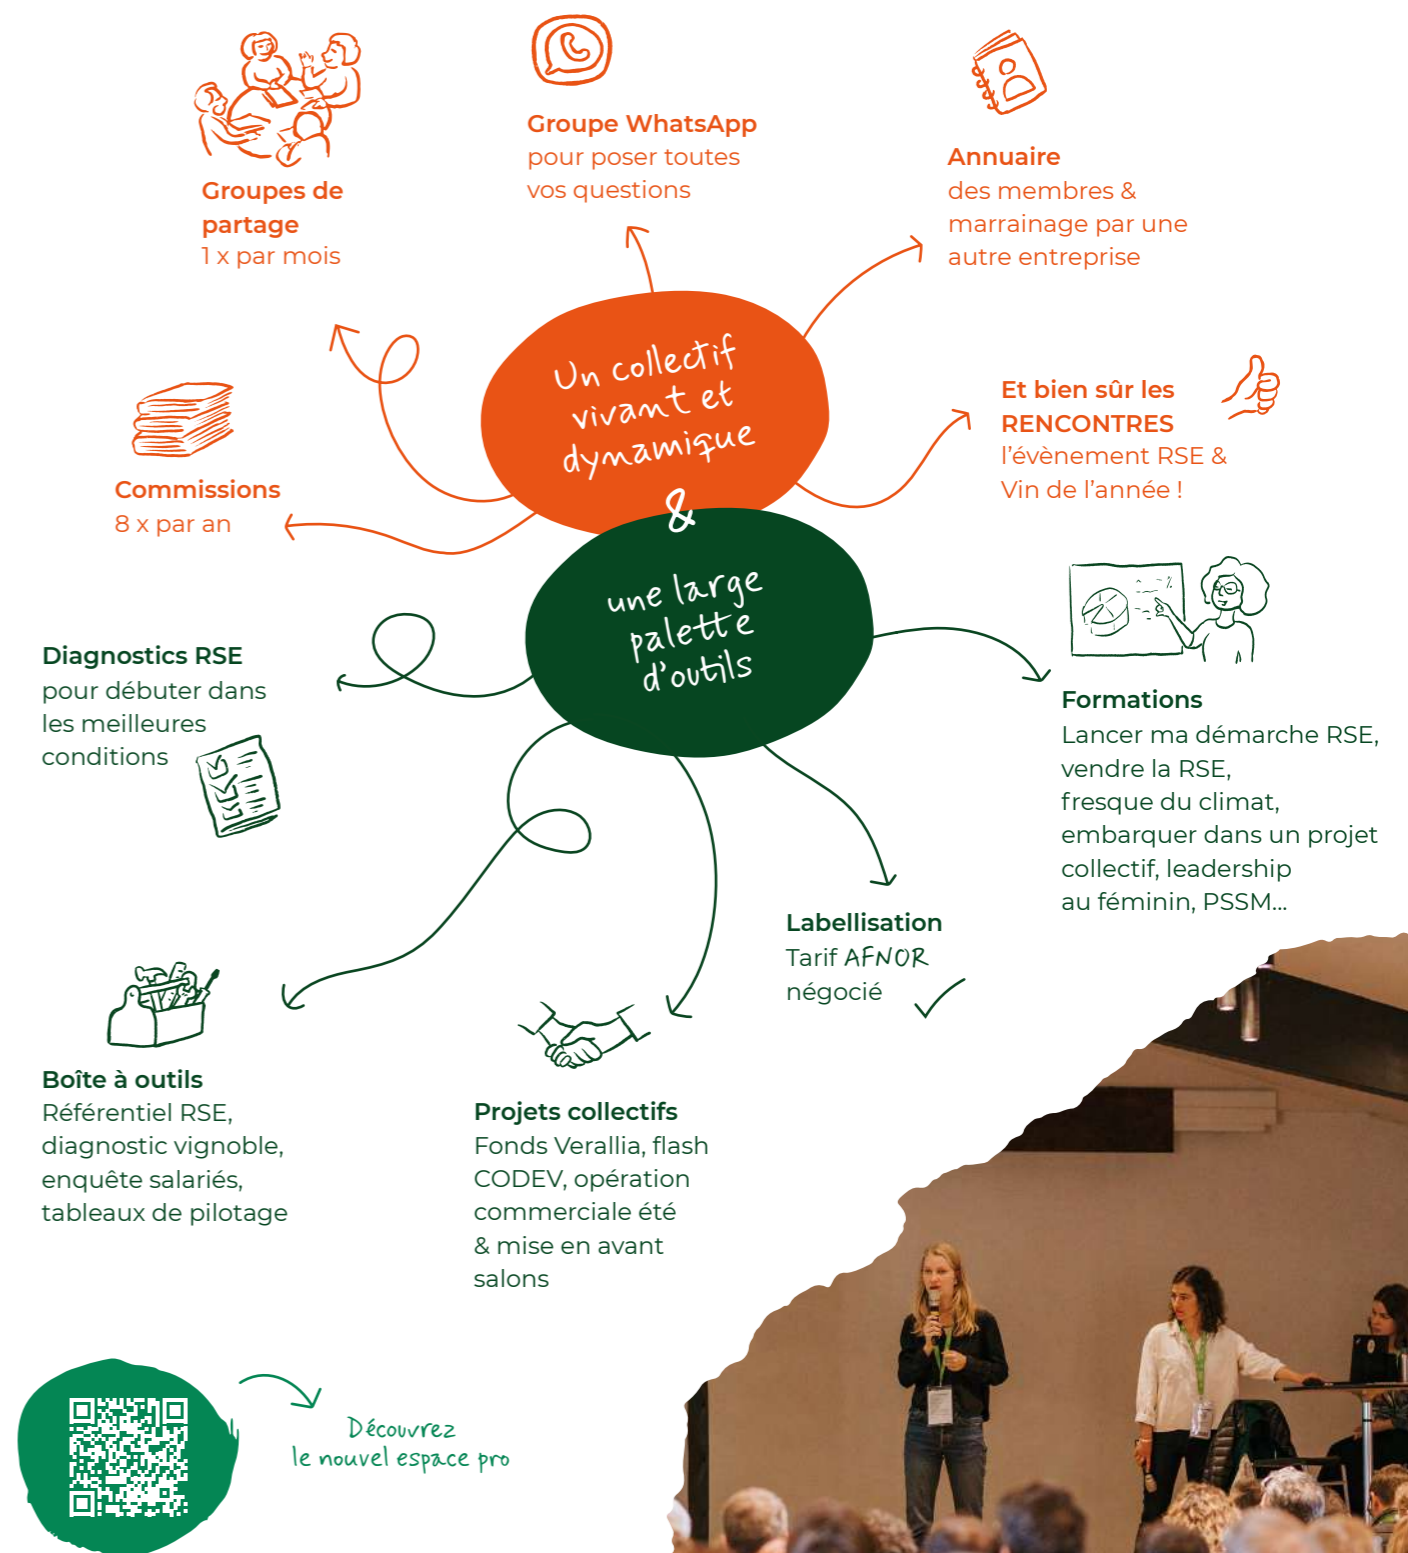 Groupes de
partage
1 x par mois
Groupe WhatsApp
pour poser toutes
vos questions
Annuaire
des membres &
marrainage par une
autre entreprise
Commissions
8 x par an
Un collectif
vivant et
dynamique
&
une large
palette
d'outils
Et bien sûr les
RENCONTRES
l'évènement RSE &
Vin de l'année !
Diagnostics RSE
pour débuter dans
les meilleures
conditions
Formations
Lancer ma démarche RSE,
vendre la RSE,
fresque du climat,
embarquer dans un projet
collectif, leadership
au féminin, PSSM...
Labellisation
Tarif AFNOR
négocié
Boîte à outils
Référentiel RSE,
diagnostic vignoble,
enquête salariés,
tableaux de pilotage
Projets collectifs
Fonds Verallia, flash
CODEV, opération
commerciale été
& mise en avant
salons
Découvrez
le nouvel espace pro